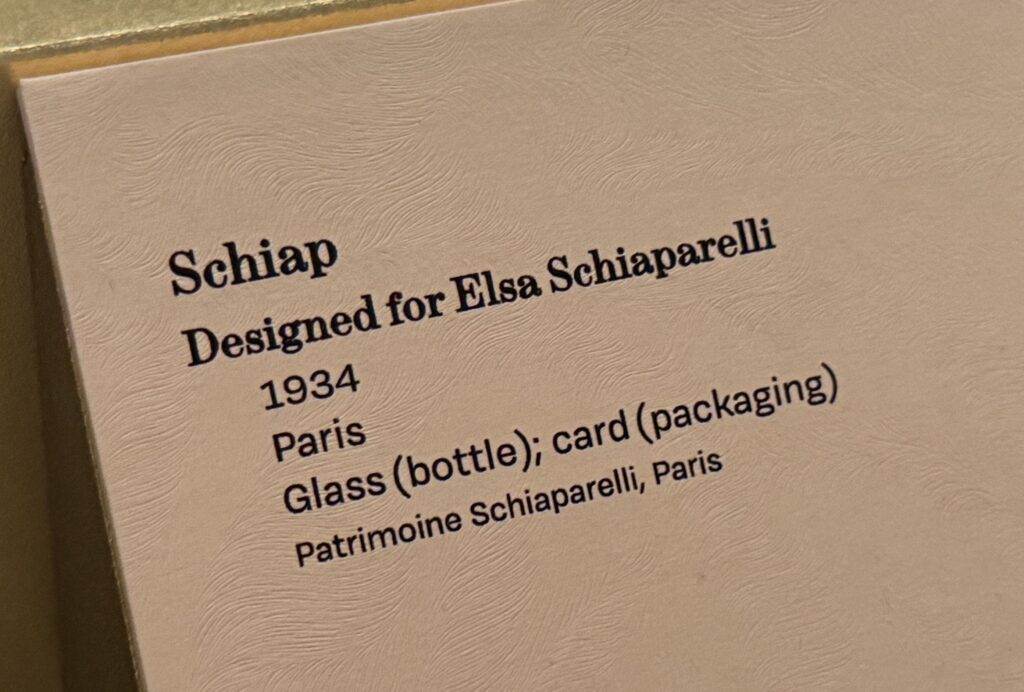 Schiap
Designed for Elsa Schiaparelli
1934
Paris
Glass (bottle); card (packaging)
Patrimoine Schiaparelli, Paris